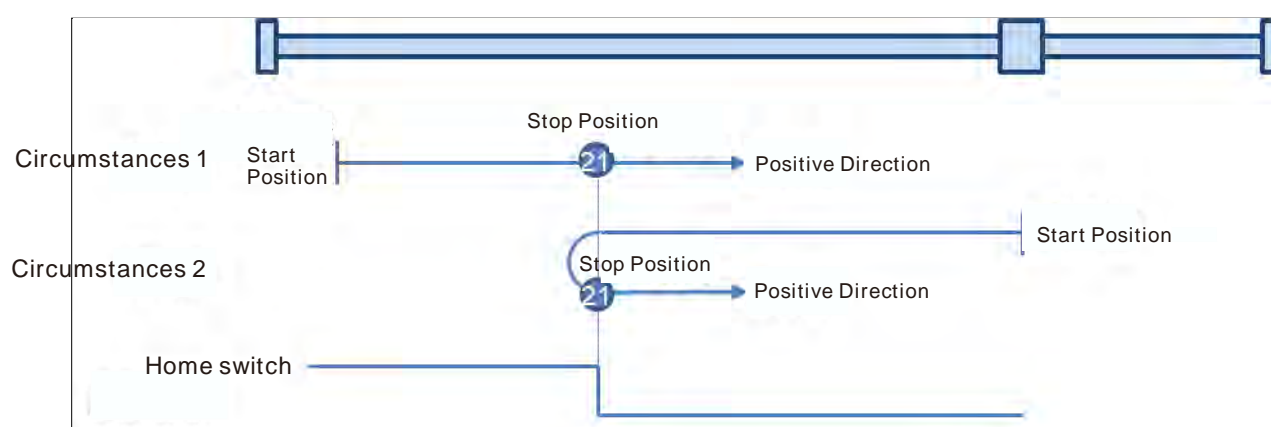 Stop Position
Circumstances 1
Start
Position
21
Positive Direction
Start Position
Circumstances 2
Stop Position
21
Positive Direction
Home switch